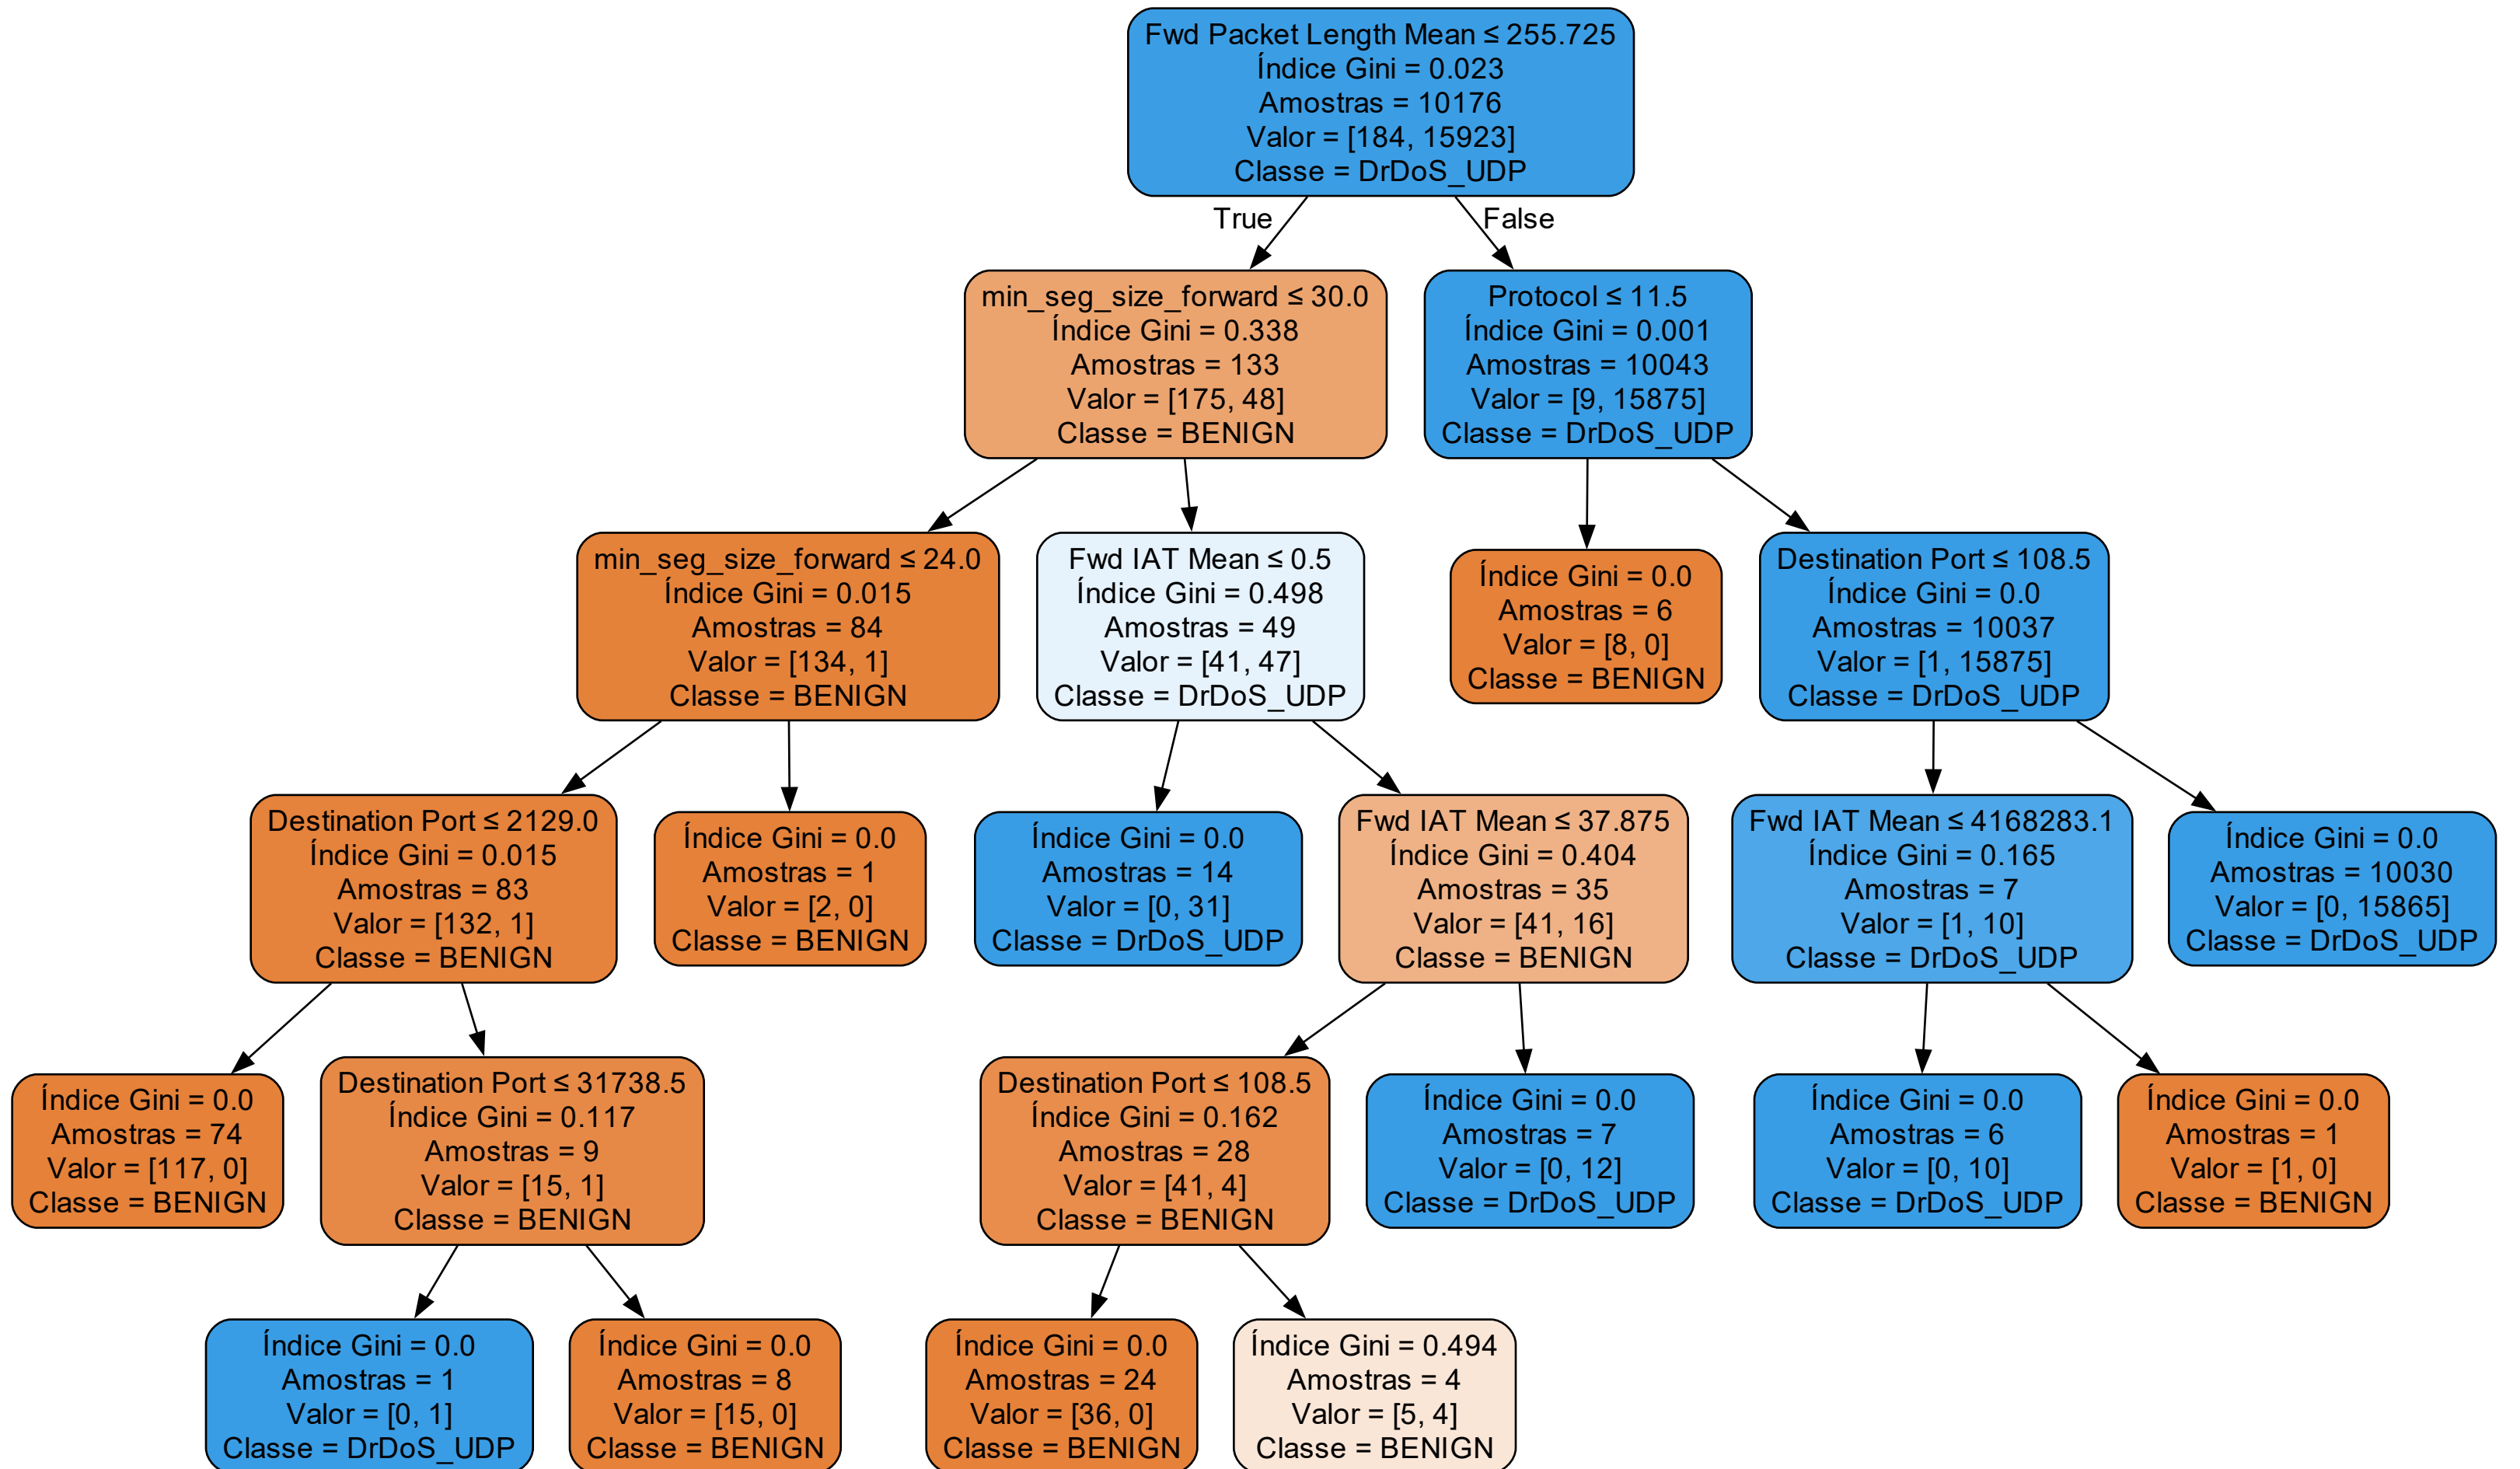 Fwd Packet Length Mean ≤ 255.725
Índice Gini = 0.023
Amostras = 10176
Valor = [184, 15923]
Classe = DrDoS_UDP
True
False
min_seg_size_forward ≤ 30.0
Índice Gini = 0.338
Amostras = 133
Valor = [175, 48]
Classe = BENIGN
Protocol ≤ 11.5
Índice Gini = 0.001
Amostras = 10043
Valor = [9, 15875]
Classe = DrDoS_UDP
min_seg_size_forward ≤ 24.0
Índice Gini = 0.015
Amostras = 84
Valor = [134, 1]
Classe = BENIGN
Fwd IAT Mean ≤ 0.5
Índice Gini = 0.498
Amostras = 49
Valor = [41, 47]
Classe = DrDoS_UDP
Índice Gini = 0.0
Amostras = 6
Valor = [8, 0]
Classe = BENIGN
Destination Port ≤ 108.5
Índice Gini = 0.0
Amostras = 10037
Valor = [1, 15875]
Classe = DrDoS_UDP
Destination Port ≤ 2129.0
Índice Gini = 0.015
Amostras = 83
Valor = [132, 1]
Classe = BENIGN
Índice Gini = 0.0
Amostras = 1
Valor = [2, 0]
Classe = BENIGN
Índice Gini = 0.0
Amostras = 14
Valor = [0, 31]
Classe = DrDoS_UDP
Fwd IAT Mean ≤ 37.875
Índice Gini = 0.404
Amostras = 35
Valor = [41, 16]
Classe = BENIGN
Fwd IAT Mean ≤ 4168283.1
Índice Gini = 0.165
Amostras = 7
Valor = [1, 10]
Classe = DrDoS_UDP
Índice Gini = 0.0
Amostras = 10030
Valor = [0, 15865]
Classe = DrDoS_UDP
Índice Gini = 0.0
Amostras = 74
Valor = [117, 0]
Classe = BENIGN
Destination Port ≤ 31738.5
Índice Gini = 0.117
Amostras = 9
Valor = [15, 1]
Classe = BENIGN
Destination Port ≤ 108.5
Índice Gini = 0.162
Amostras = 28
Valor = [41, 4]
Classe = BENIGN
Índice Gini = 0.0
Amostras = 7
Valor = [0, 12]
Classe = DrDoS_UDP
Índice Gini = 0.0
Amostras = 6
Valor = [0, 10]
Classe = DrDoS_UDP
Índice Gini = 0.0
Amostras = 1
Valor = [1, 0]
Classe = BENIGN
Índice Gini = 0.0
Amostras = 1
Valor = [0, 1]
Classe = DrDoS_UDP
Índice Gini = 0.0
Amostras = 8
Valor = [15, 0]
Classe = BENIGN
Índice Gini = 0.0
Amostras = 24
Valor = [36, 0]
Classe = BENIGN
Índice Gini = 0.494
Amostras = 4
Valor = [5, 4]
Classe = BENIGN